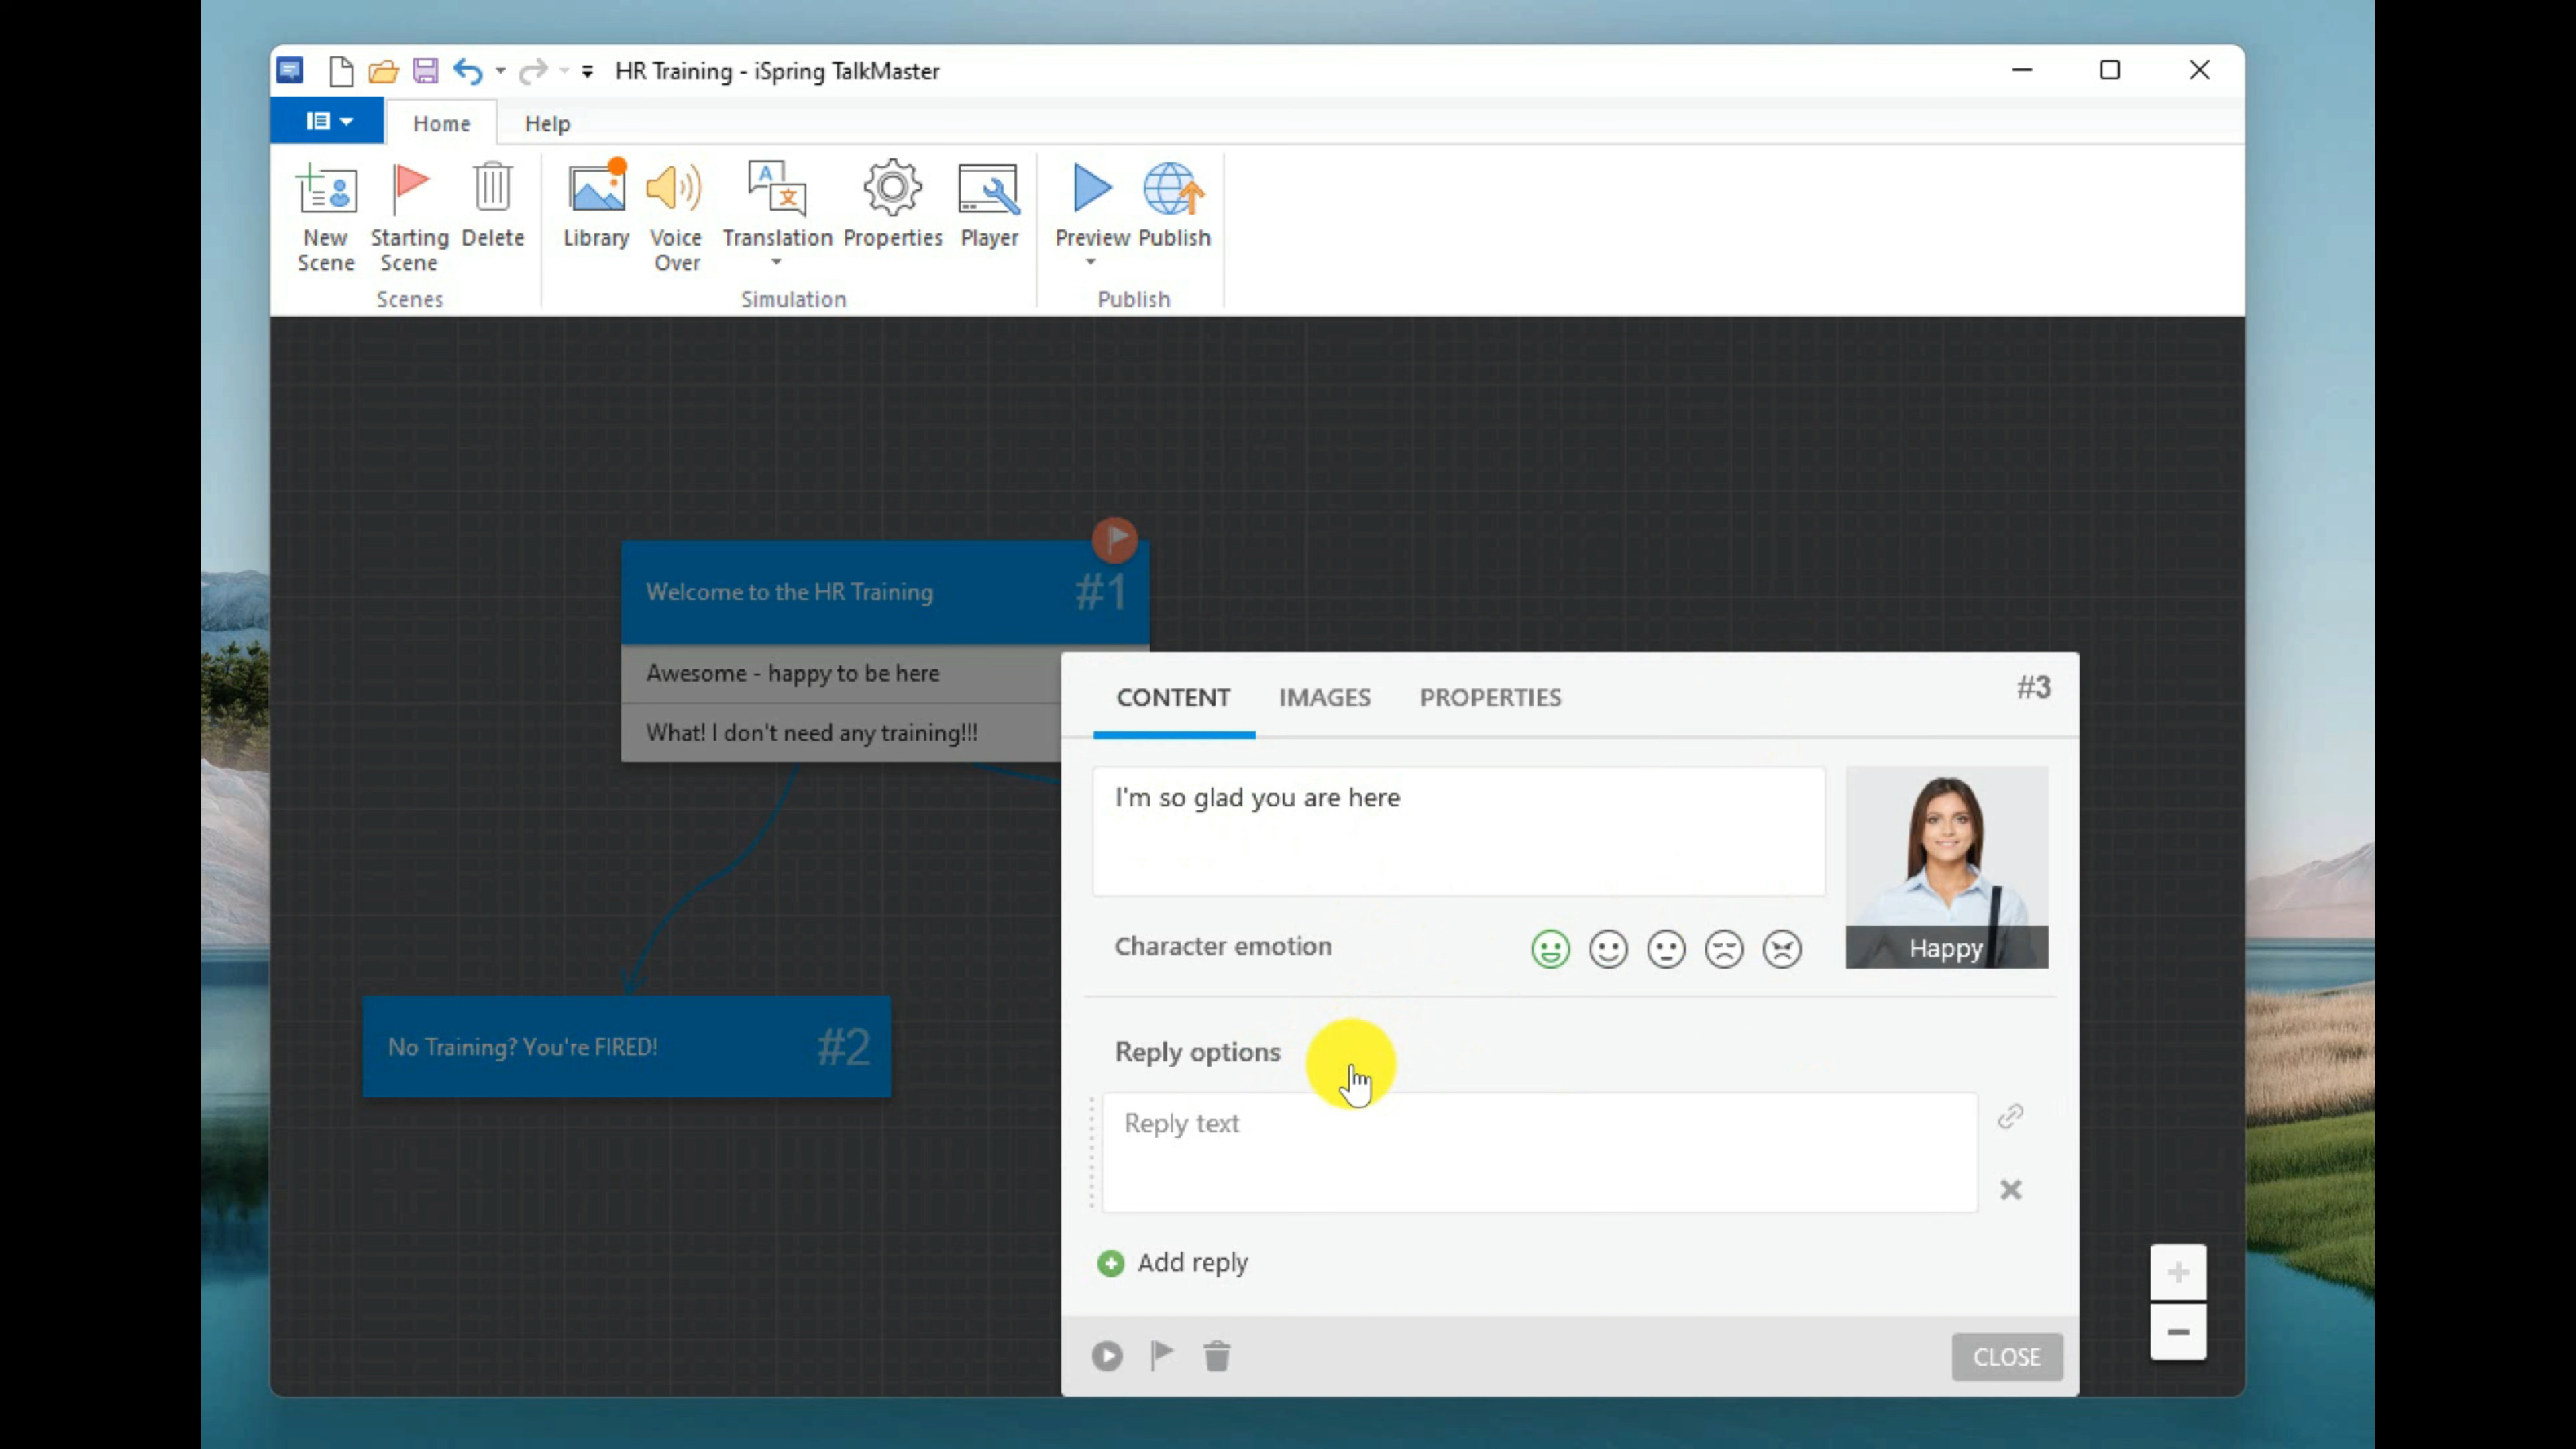 HR Training - iSpring TalkMaster
Home
Help
New Scene
Starting Scene
Delete
Library
Voice Over
Translation
Properties
Player
Preview
Publish
Scenes
Simulation
Publish
Welcome to the HR Training
#1
Awesome - happy to be here
What! I don't need any training!!!
No Training? You're FIRED!
#2
CONTENT
IMAGES
PROPERTIES
#3
I'm so glad you are here
Character emotion
Happy
Reply options
Reply text
Add reply
CLOSE